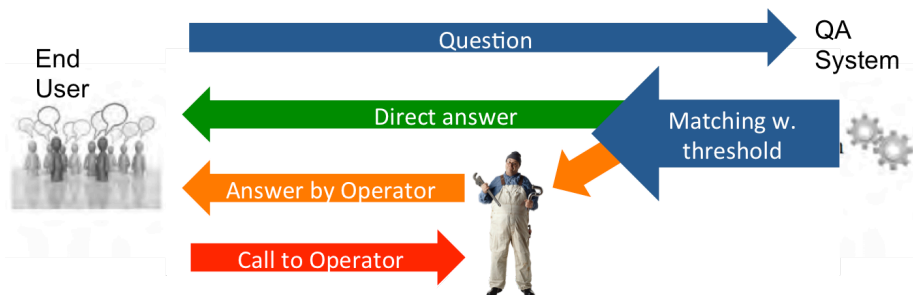 Question
QA
System
End
User
Direct answer
Matching w.
threshold
Answer by Operator
Call to Operator